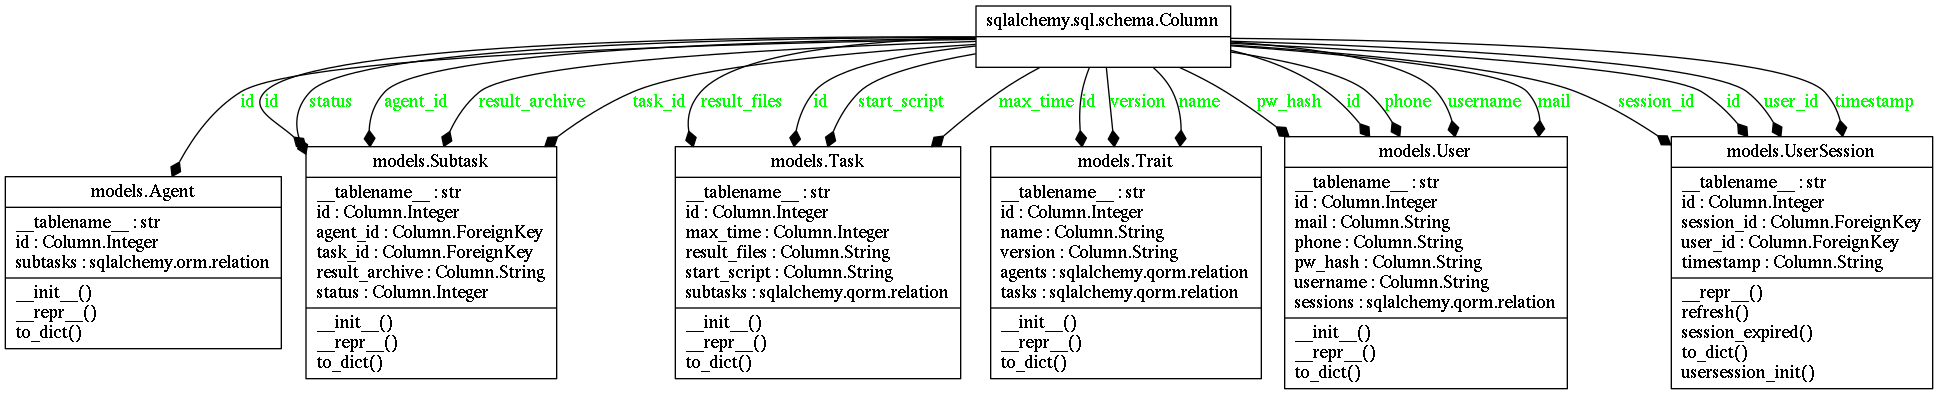 sqlalchemy.sql.schema.Column
id
id
status
agent_id
result_archive
task_id
result_files
id
start_script
max_time
id
version
name
pw_hash
id
phone
username
mail
session_id
id
user_id
timestamp
models.Agent
__tablename__ : str
id : Column.Integer
subtasks : sqlalchemy.orm.relation
__init__()
__repr__()
to_dict()
models.Subtask
__tablename__ : str
id : Column.Integer
agent_id : Column.ForeignKey
task_id : Column.ForeignKey
result_archive : Column.String
status : Column.Integer
__init__()
__repr__()
to_dict()
models.Task
__tablename__ : str
id : Column.Integer
max_time : Column.Integer
result_files : Column.String
start_script : Column.String
subtasks : sqlalchemy.qorm.relation
__init__()
__repr__()
to_dict()
models.Trait
__tablename__ : str
id : Column.Integer
name : Column.String
version : Column.String
agents : sqlalchemy.qorm.relation
tasks : sqlalchemy.qorm.relation
__init__()
__repr__()
to_dict()
models.User
__tablename__ : str
id : Column.Integer
mail : Column.String
phone : Column.String
pw_hash : Column.String
username : Column.String
sessions : sqlalchemy.qorm.relation
__init__()
__repr__()
to_dict()
models.UserSession
__tablename__ : str
id : Column.Integer
session_id : Column.ForeignKey
user_id : Column.ForeignKey
timestamp : Column.String
__repr__()
refresh()
session_expired()
to_dict()
usersession_init()